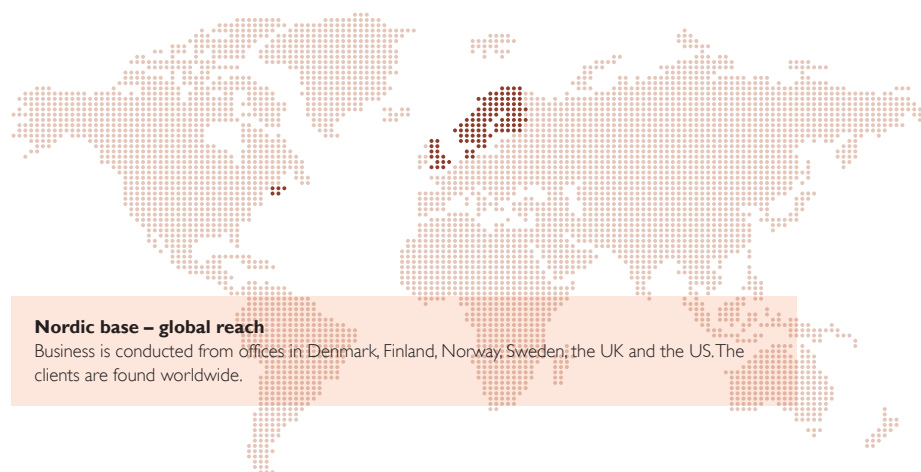 Nordic base – global reach
Business is conducted from offices in Denmark, Finland, Norway, Sweden, the UK and the US. The
clients are found worldwide.